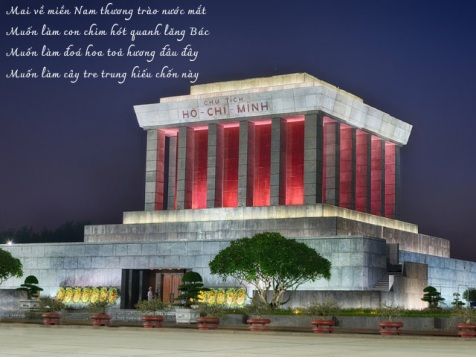 Mai về miền Nam thương trào nước mắt
Muốn làm con chim hót quanh lăng Bác
Muốn làm đoá hoa toả hương đâu đây
Muốn làm cây tre trung hiếu chốn này
CHỦ TỊCH
HỒ-CHÍ-MINH